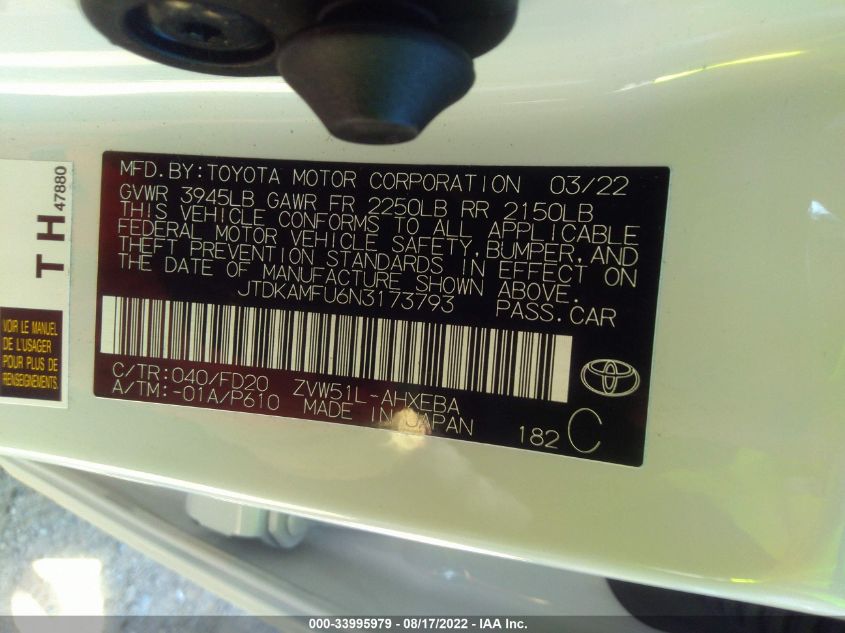 MFD.BY:TOYOTA MOTOR CORPORATION 03/22
GVWR 3945LB GAWR FR 2250LB RR 2150LB
THIS VEHICLE CONFORMS TO ALL APPLICABLE
FEDERAL MOTOR VEHICLE SAFETY,BUMPER,AND
THEFT PREVENTION STANDARDS IN EFFECT ON
THE DATE OF MANUFACTURE SHOWN ABOVE.
JTDKAMFU6N3173793 PASS.CAR
C/TR:040/FD20 ZVW51L-AHXEBA
A/TM:-01A/P610 MADE IN JAPAN
182 C
TH
47880
VOIR LE MANUEL
DE L'USAGER
POUR PLUS DE
RENSEIGNEMENTS
000-33995979 - 08/17/2022 - IAA Inc.